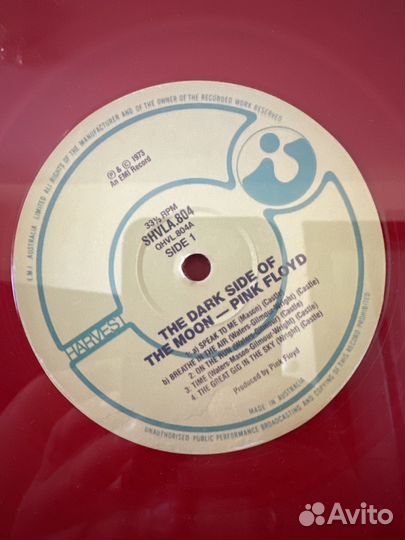 E.M.I. (AUSTRALIA) LIMITED ALL RIGHTS OF THE MANUFACTURER AND OF THE OWNER OF THE RECORDED WORK RESERVED
℗ & © 1973
An EMI Record
33⅓ RPM
SHVLA.804
QHVL.804A
SIDE 1
THE DARK SIDE OF
THE MOON — PINK FLOYD
1. a) SPEAK TO ME (Mason) (Castle)
b) BREATHE IN THE AIR (Waters-Gilmour-Wright) (Castle)
2. ON THE RUN (Waters-Gilmour) (Castle)
3. TIME (Waters-Mason-Gilmour-Wright) (Castle)
4. THE GREAT GIG IN THE SKY (Wright) (Castle)
Produced by Pink Floyd
HARVEST
MADE IN AUSTRALIA
UNAUTHORISED PUBLIC PERFORMANCE BROADCASTING AND COPYING OF THIS RECORD PROHIBITED
Avito